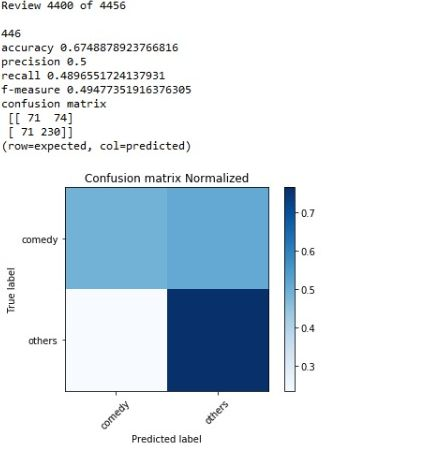 Review 4400 of 4456
446
accuracy 0.6748878923766816
precision 0.5
recall 0.4896551724137931
f-measure 0.49477351916376305
confusion matrix
[[ 71  74]
[ 71 230]]
(row=expected, col=predicted)
Confusion matrix Normalized
True label
comedy
others
comedy
others
Predicted label
0.7
0.6
0.5
0.4
0.3